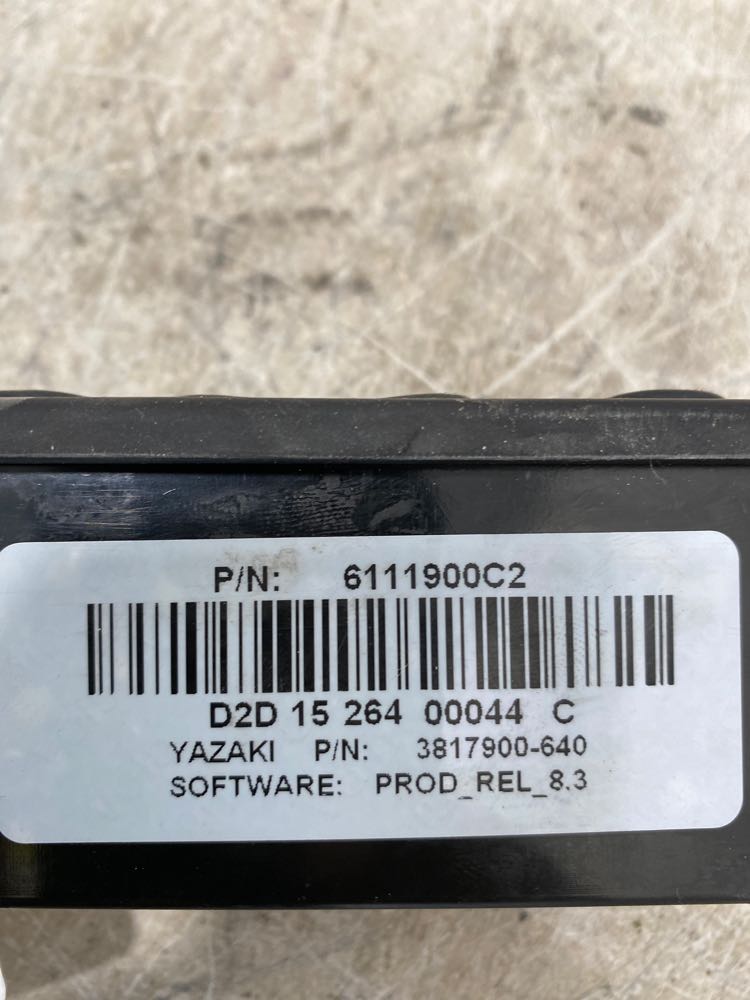 P/N: 6111900C2
D2D 15 264 00044 C
YAZAKI P/N: 3817900-640
SOFTWARE: PROD_REL_8.3